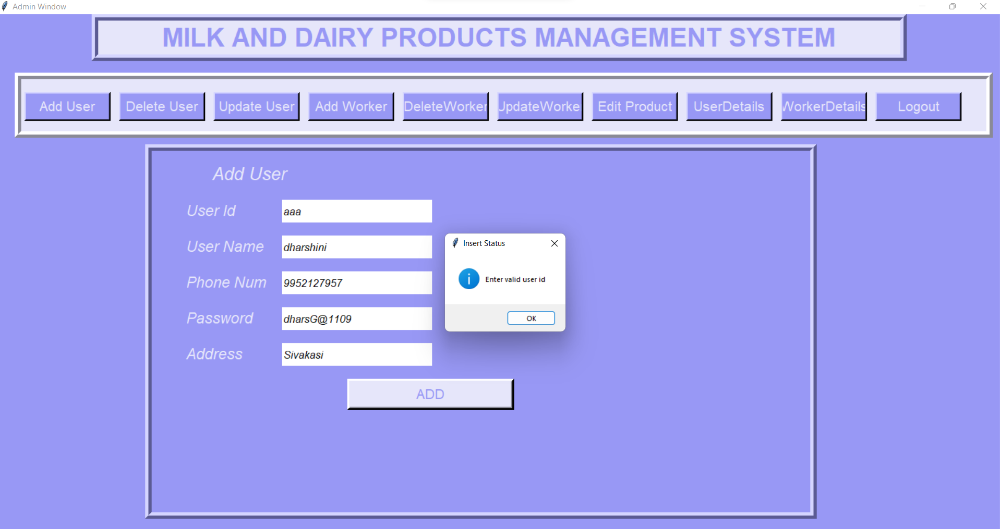 Admin Window
MILK AND DAIRY PRODUCTS MANAGEMENT SYSTEM
Add User Delete User Update User Add Worker DeleteWorker UpdateWorke Edit Product UserDetails WorkerDetails Logout
Add User
User Id aaa
User Name dharshini
Phone Num 9952127957
Password dharsG@1109
Address Sivakasi
ADD
Insert Status
Enter valid user id
OK